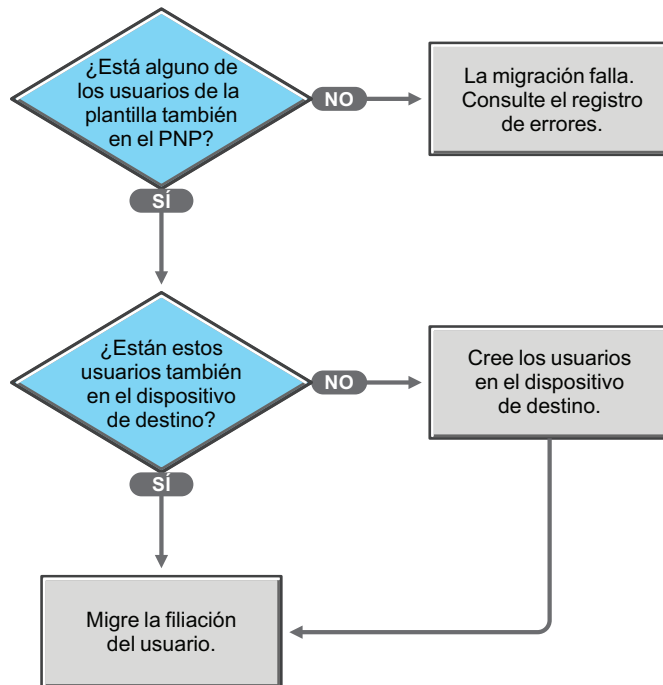 ¿Está alguno de
los usuarios de la
plantilla también
en el PNP?
NO
La migración falla.
Consulte el registro
de errores.
SÍ
¿Están estos
usuarios también
en el dispositivo
de destino?
NO
Cree los usuarios
en el dispositivo
de destino.
SÍ
Migre la filiación
del usuario.